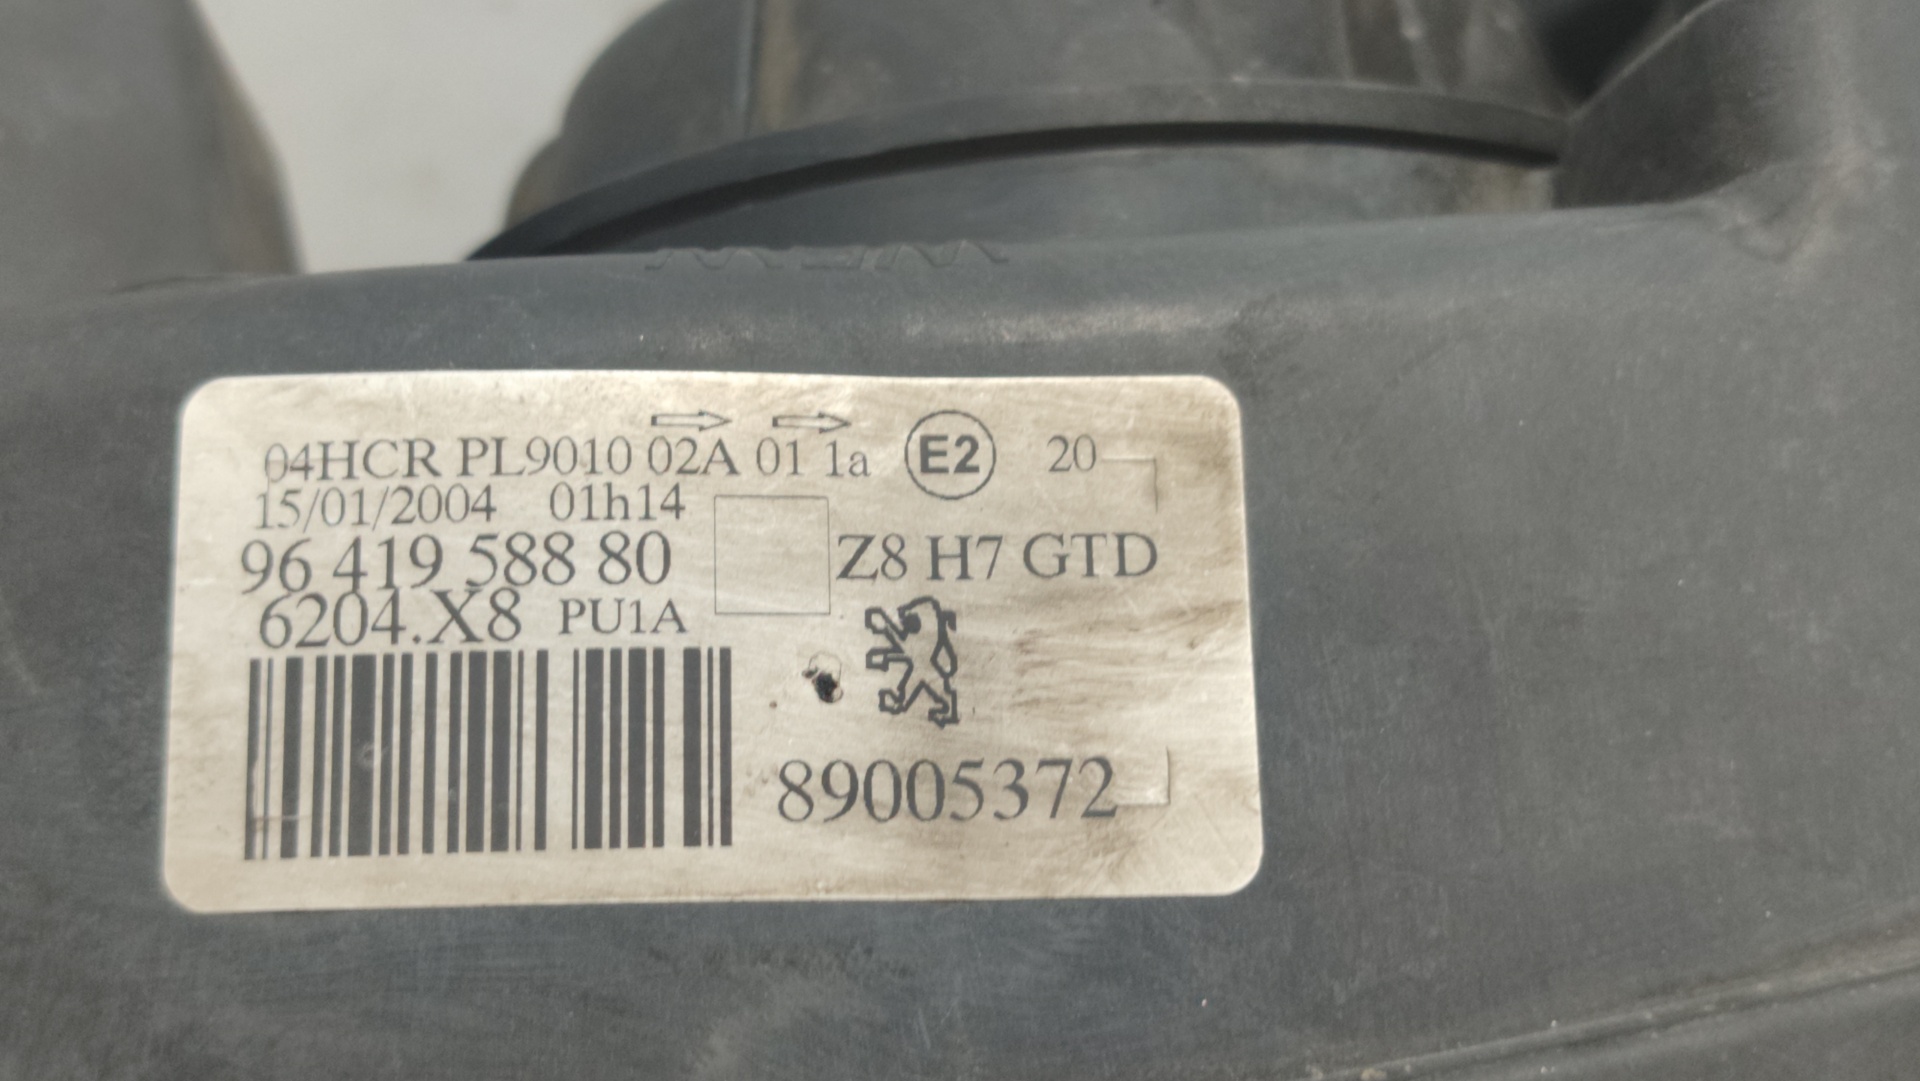 04HCR PL9010 02A 01 1a E2 20
15/01/2004 01h14
96 419 588 80 Z8 H7 GTD
6204.X8 PU1A
89005372